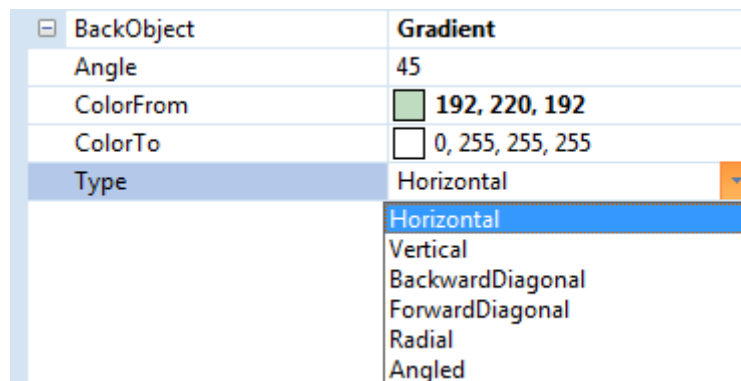 BackObject Gradient
Angle 45
ColorFrom 192, 220, 192
ColorTo 0, 255, 255, 255
Type Horizontal
Horizontal
Vertical
BackwardDiagonal
ForwardDiagonal
Radial
Angled